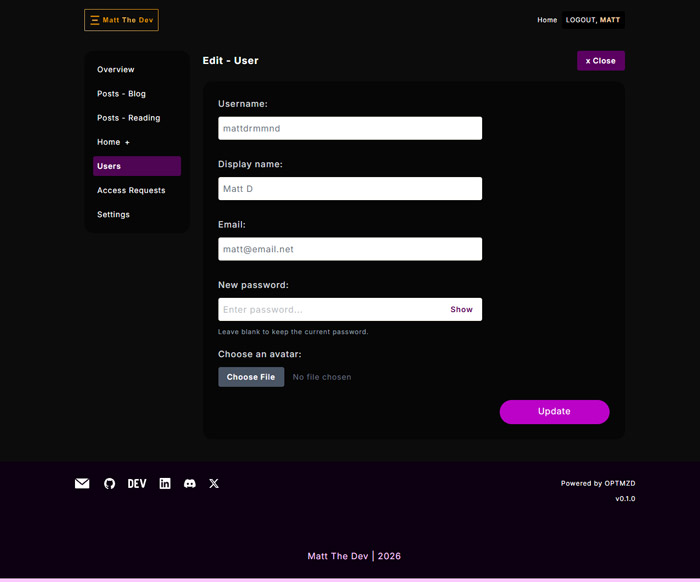 Matt The Dev
Home
LOGOUT, MATT
Overview
Posts - Blog
Posts - Reading
Home +
Users
Access Requests
Settings
Edit - User
x Close
Username:
mattdrmmnd
Display name:
Matt D
Email:
matt@email.net
New password:
Enter password...
Show
Leave blank to keep the current password.
Choose an avatar:
Choose File
No file chosen
Update
DEV
in
X
Powered by OPTMZD
v0.1.0
Matt The Dev | 2026